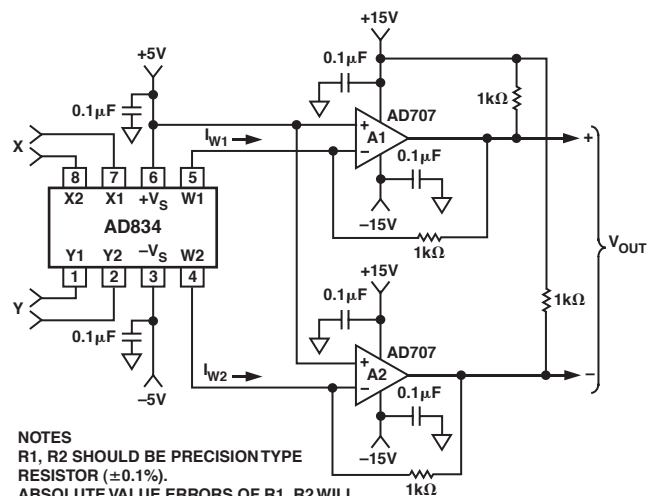 +15V
+5V
0.1µF
1kΩ
AD707
0.1µF
I_W1
+
A1
+
X
−
0.1µF
8 7 6 5
X2 X1 +V_S W1
−15V
AD834
1kΩ
V_OUT
Y1 Y2 −V_S W2
+15V
1 2 3 4
0.1µF
1kΩ
Y
AD707
0.1µF
+
A2
−
I_W2
−
0.1µF
−5V
−15V
1kΩ
NOTES
R1, R2 SHOULD BE PRECISION TYPE
RESISTOR (±0.1%).
ABSOLUTE VALUE ERRORS OF R1, R2 WILL